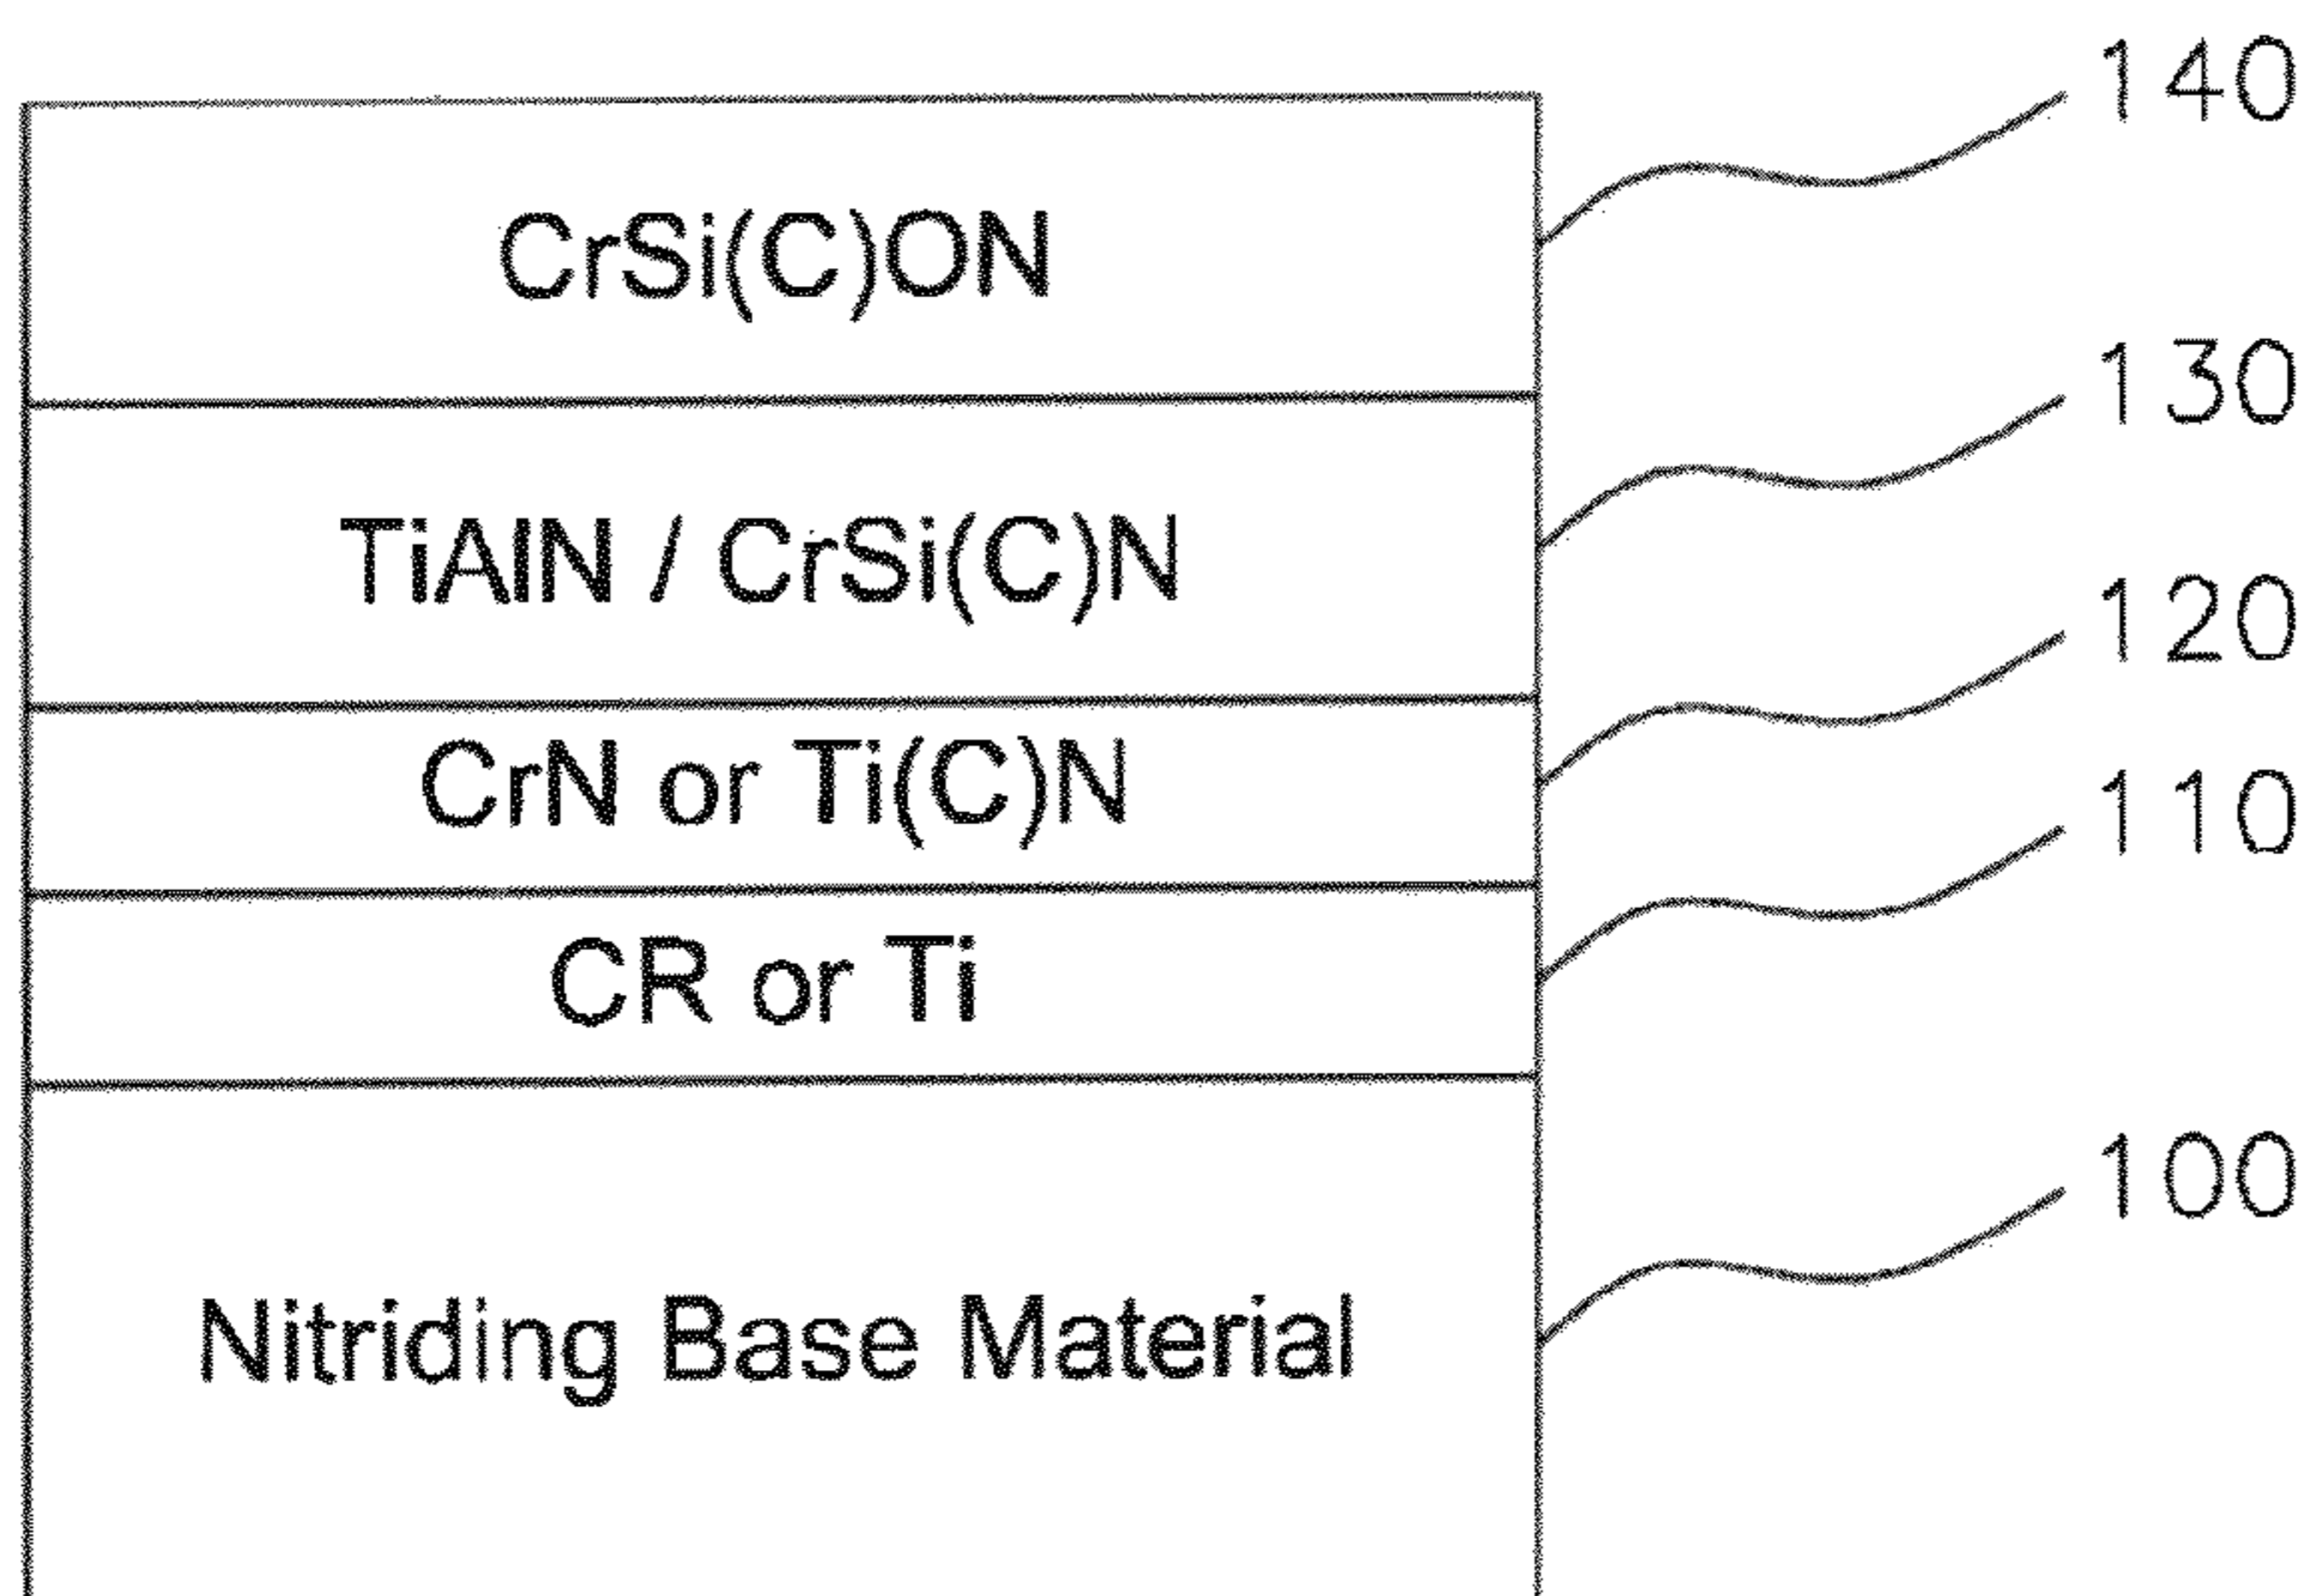 140
CrSi(C)ON
130
TiAlN / CrSi(C)N
120
CrN or Ti(C)N
110
CR or Ti
100
Nitriding Base Material